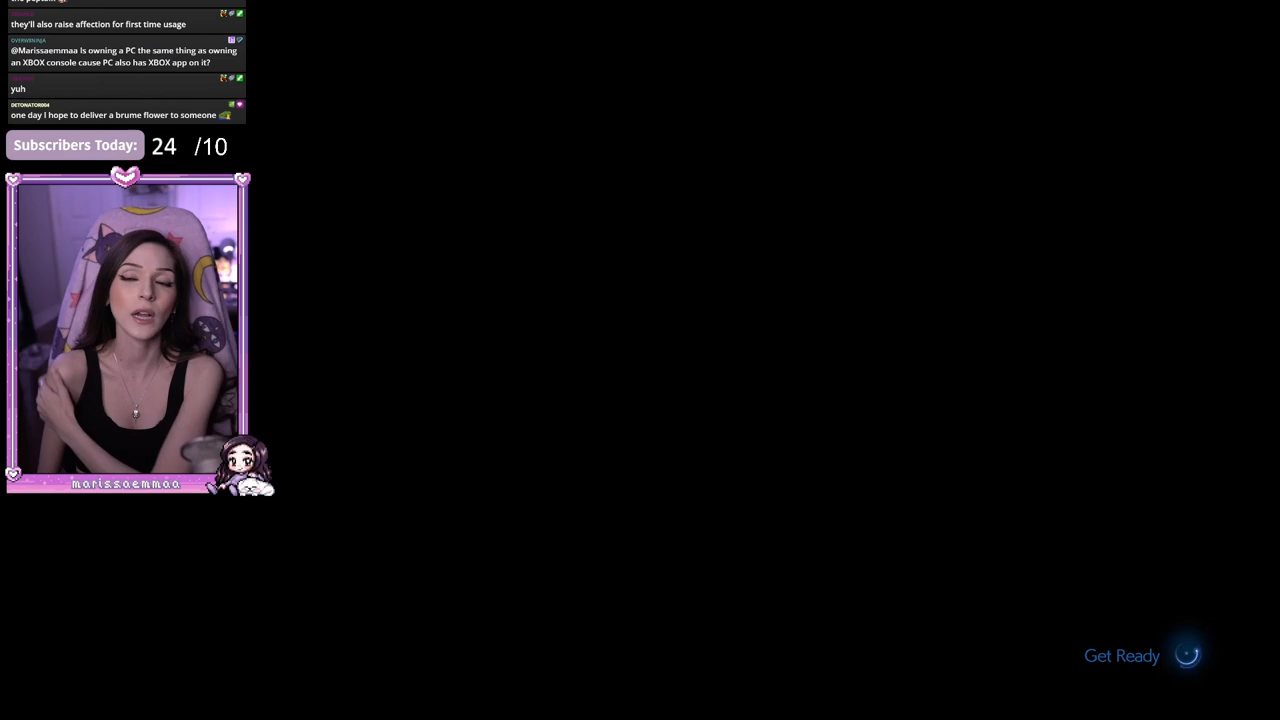 they'll also raise affection for first time usage
OVERW8NINJA
@Marissaemmaa Is owning a PC the same thing as owning
an XBOX console cause PC also has XBOX app on it?
yuh
DETONATOR004
one day I hope to deliver a brume flower to someone
Subscribers Today: 24 /10
marissaemmaa
Get Ready